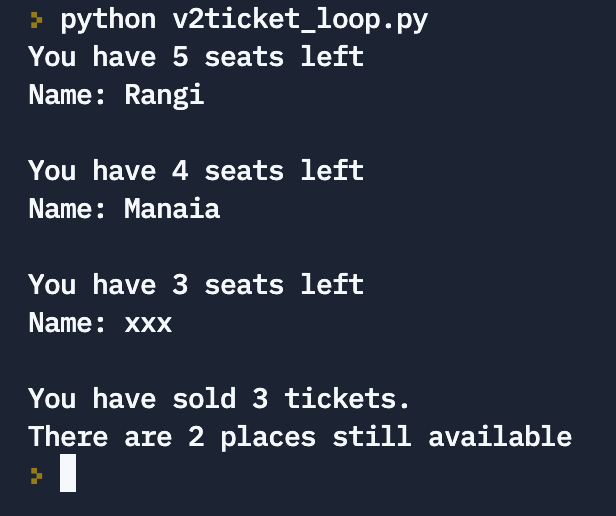 > python v2ticket_loop.py
You have 5 seats left
Name: Rangi
You have 4 seats left
Name: Manaia
You have 3 seats left
Name: xxx
You have sold 3 tickets.
There are 2 places still available
>